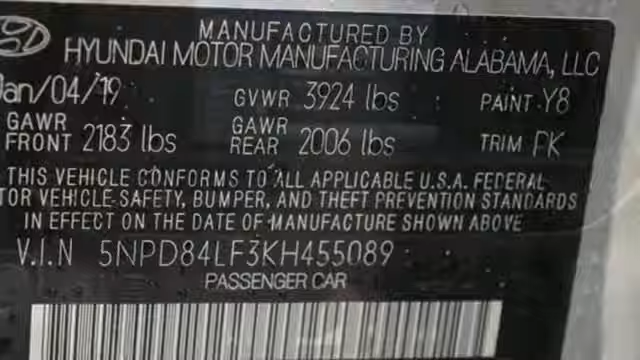 MANUFACTURED BY
HYUNDAI MOTOR MANUFACTURING ALABAMA, LLC
Jan/04/19 GVWR 3924 lbs PAINT Y8
GAWR FRONT 2183 lbs GAWR REAR 2006 lbs TRIM PK
THIS VEHICLE CONFORMS TO ALL APPLICABLE U.S.A. FEDERAL
MOTOR VEHICLE-SAFETY, BUMPER, AND THEFT PREVENTION STANDARDS
IN EFFECT ON THE DATE OF MANUFACTURE SHOWN ABOVE
V.I.N 5NPD84LF3KH455089
PASSENGER CAR